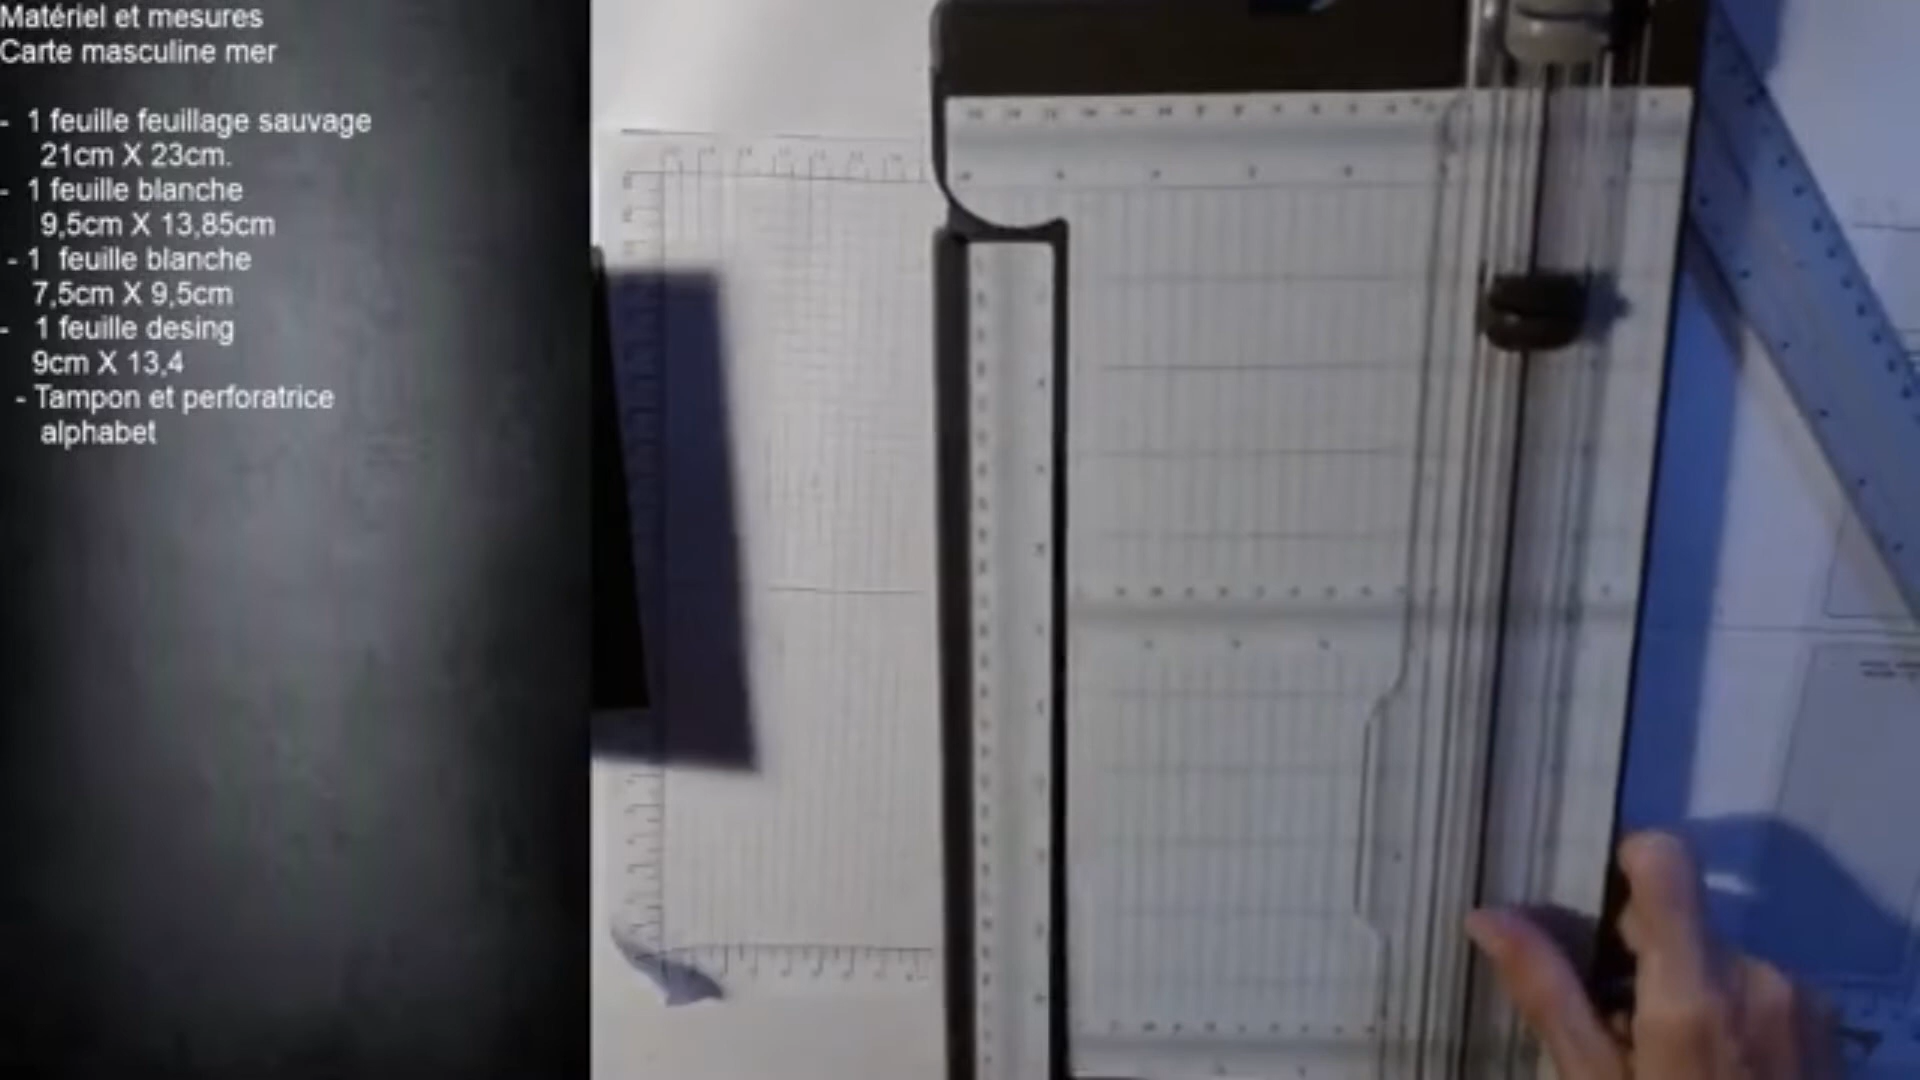 Matériel et mesures
Carte masculine mer
- 1 feuille feuillage sauvage
21cm X 23cm.
- 1 feuille blanche
9,5cm X 13,85cm
- 1 feuille blanche
7,5cm X 9,5cm
- 1 feuille desing
9cm X 13,4
- Tampon et perforatrice
alphabet